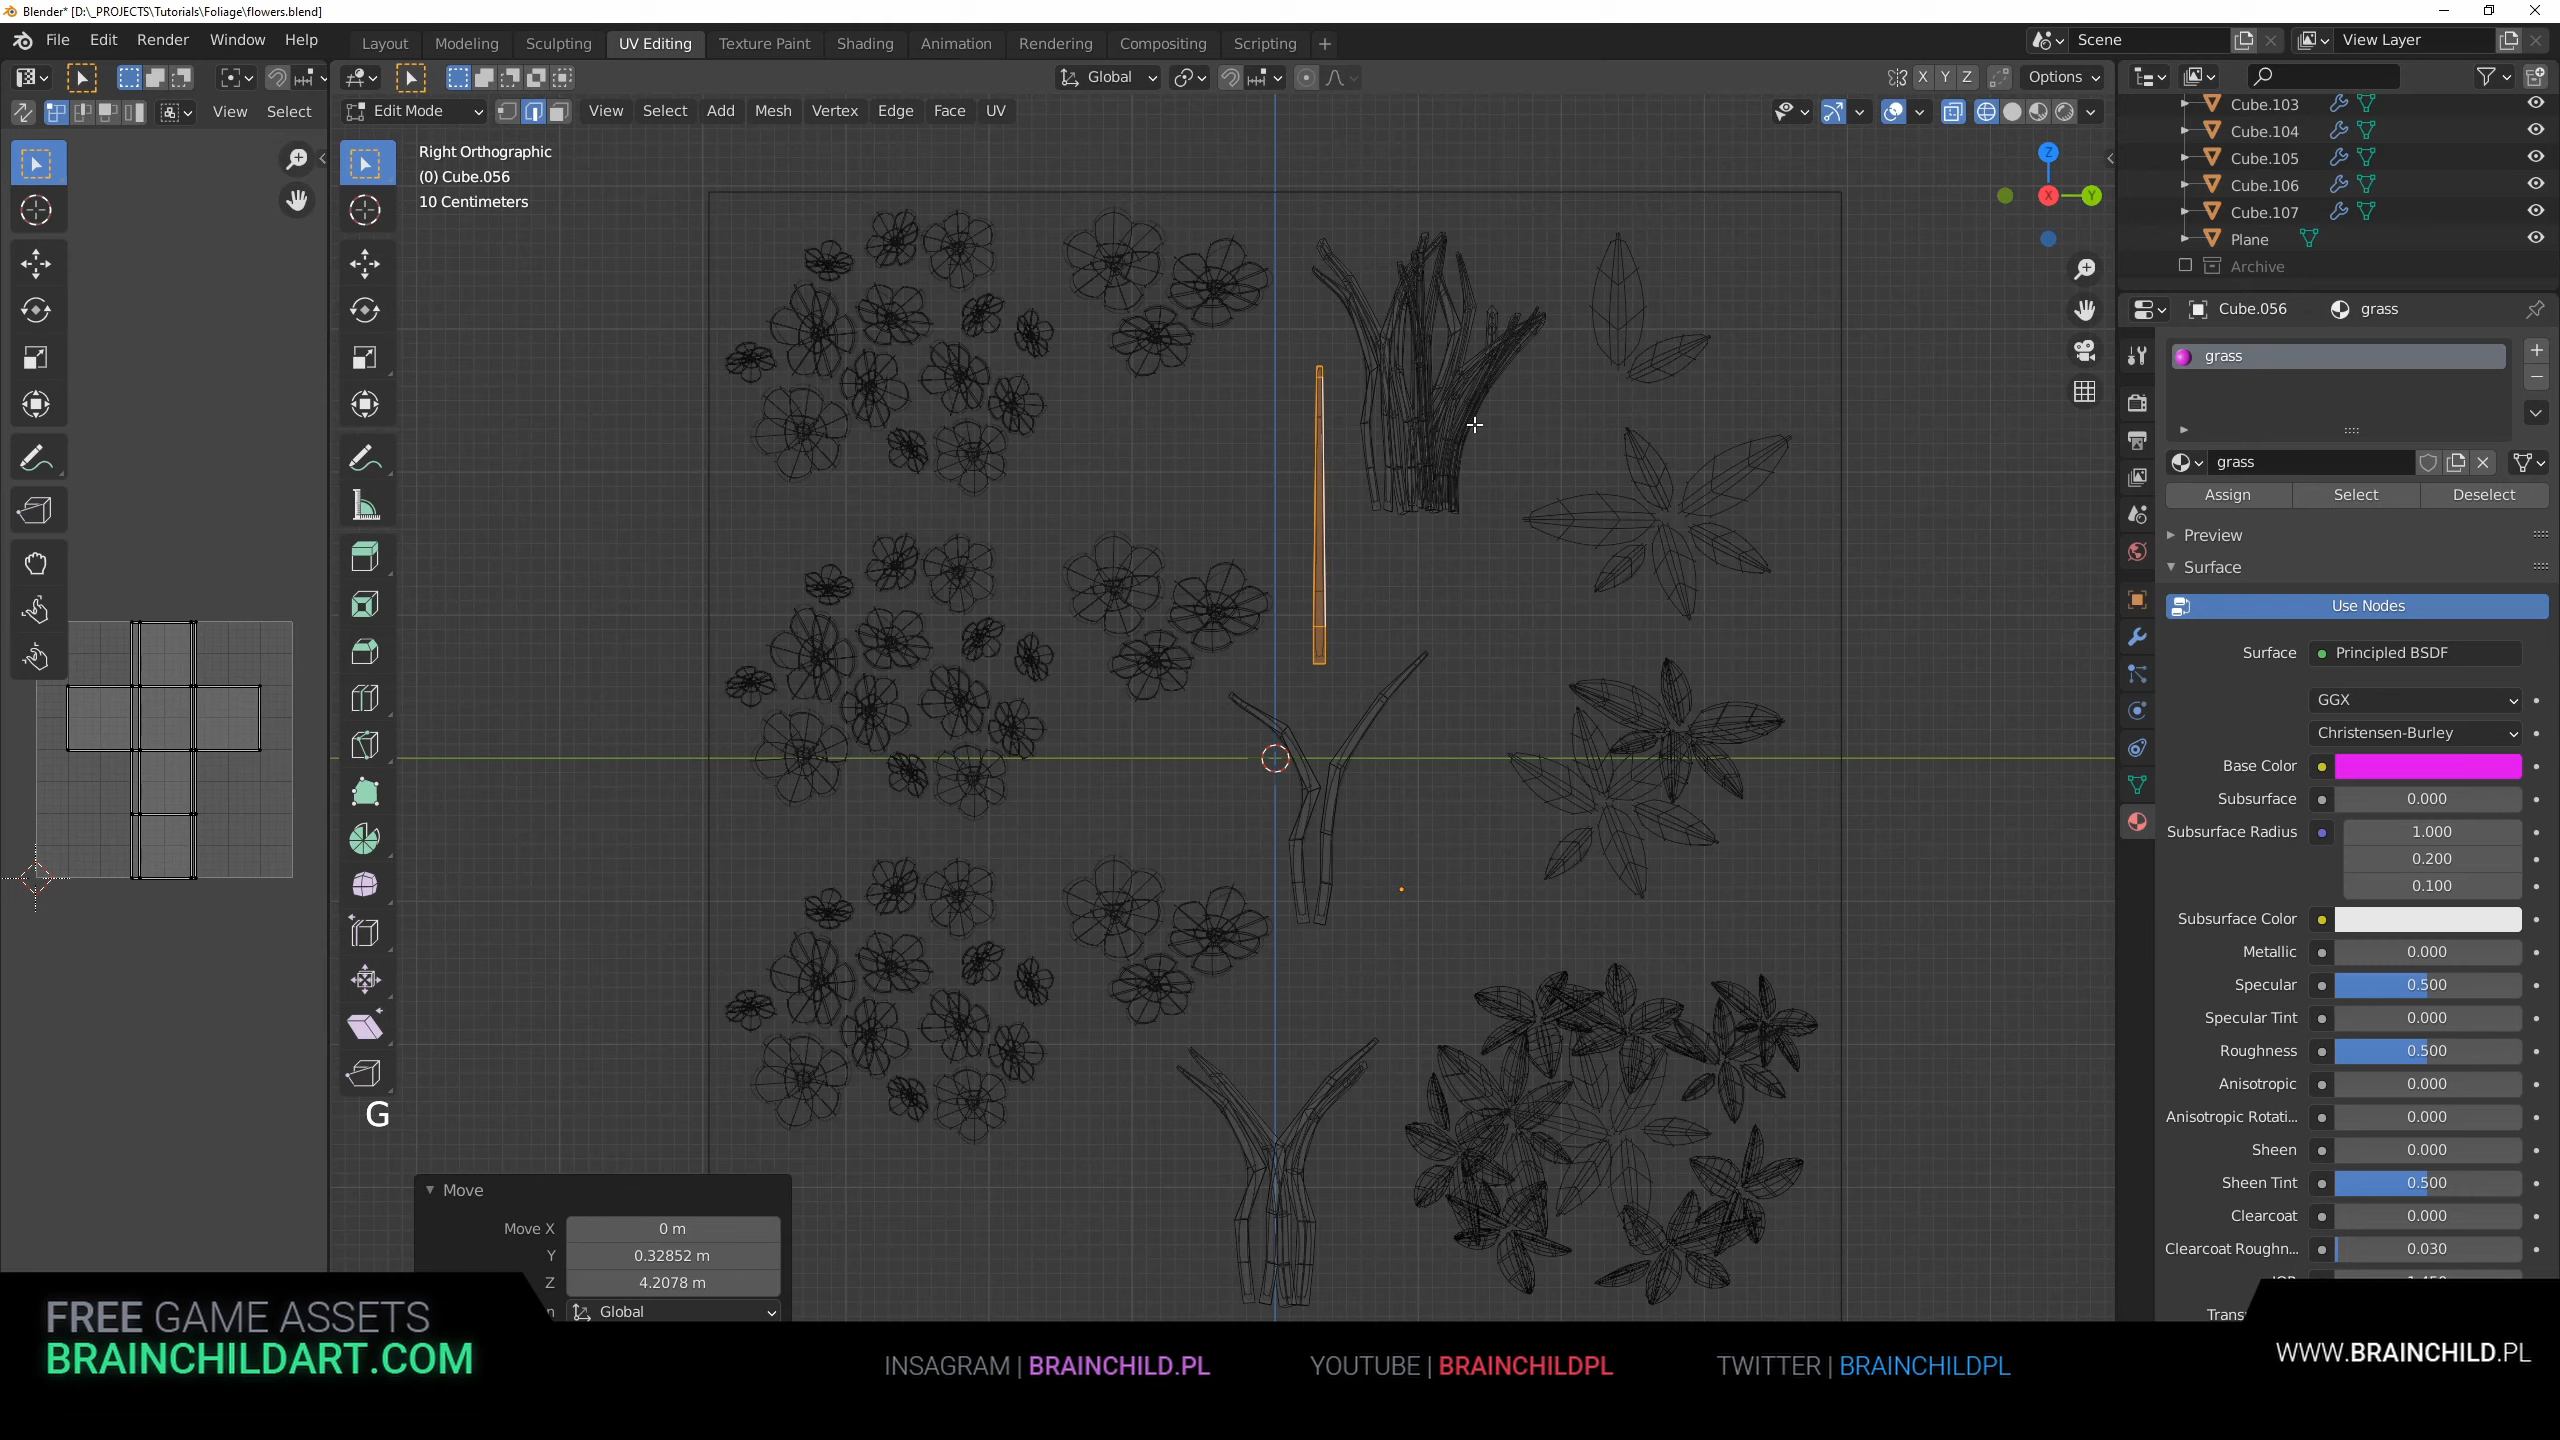 Blender* [D:\_PROJECTS\Tutorials\Foliage\flowers.blend]
File Edit Render Window Help
Layout Modeling Sculpting UV Editing Texture Paint Shading Animation Rendering Compositing Scripting +
Scene
View Layer
Global
X Y Z Options
View Select
Edit Mode
View Select Add Mesh Vertex Edge Face UV
Right Orthographic
(0) Cube.056
10 Centimeters
Z
X
Y
Cube.103
Cube.104
Cube.105
Cube.106
Cube.107
Plane
Archive
Cube.056 grass
grass
grass
Assign Select Deselect
Preview
Surface
Use Nodes
Surface Principled BSDF
GGX
Christensen-Burley
Base Color
Subsurface 0.000
Subsurface Radius 1.000
0.200
0.100
Subsurface Color
Metallic 0.000
Specular 0.500
Specular Tint 0.000
Roughness 0.500
Anisotropic 0.000
Anisotropic Rotati... 0.000
Sheen 0.000
Sheen Tint 0.500
Clearcoat 0.000
Clearcoat Roughn... 0.030
G
Move
Move X 0 m
Y 0.32852 m
Z 4.2078 m
Global
FREE GAME ASSETS
BRAINCHILDART.COM
INSAGRAM | BRAINCHILD.PL
YOUTUBE | BRAINCHILDPL
TWITTER | BRAINCHILDPL
WWW.BRAINCHILD.PL